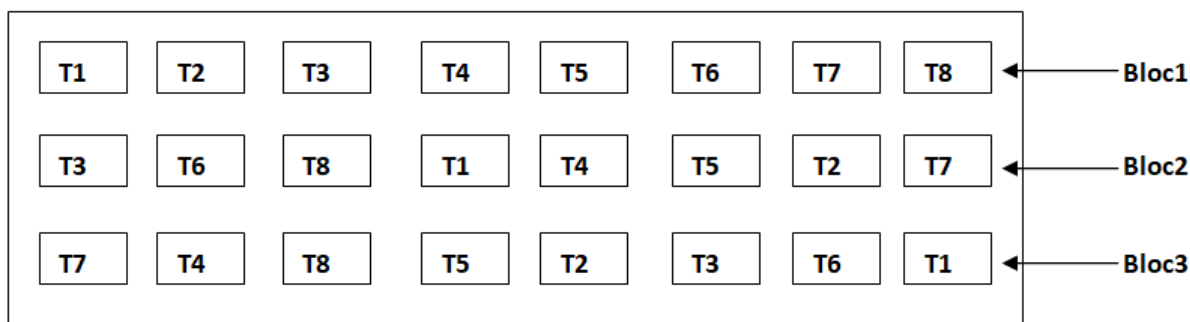 T1 T2 T3 T4 T5 T6 T7 T8 Bloc1
T3 T6 T8 T1 T4 T5 T2 T7 Bloc2
T7 T4 T8 T5 T2 T3 T6 T1 Bloc3